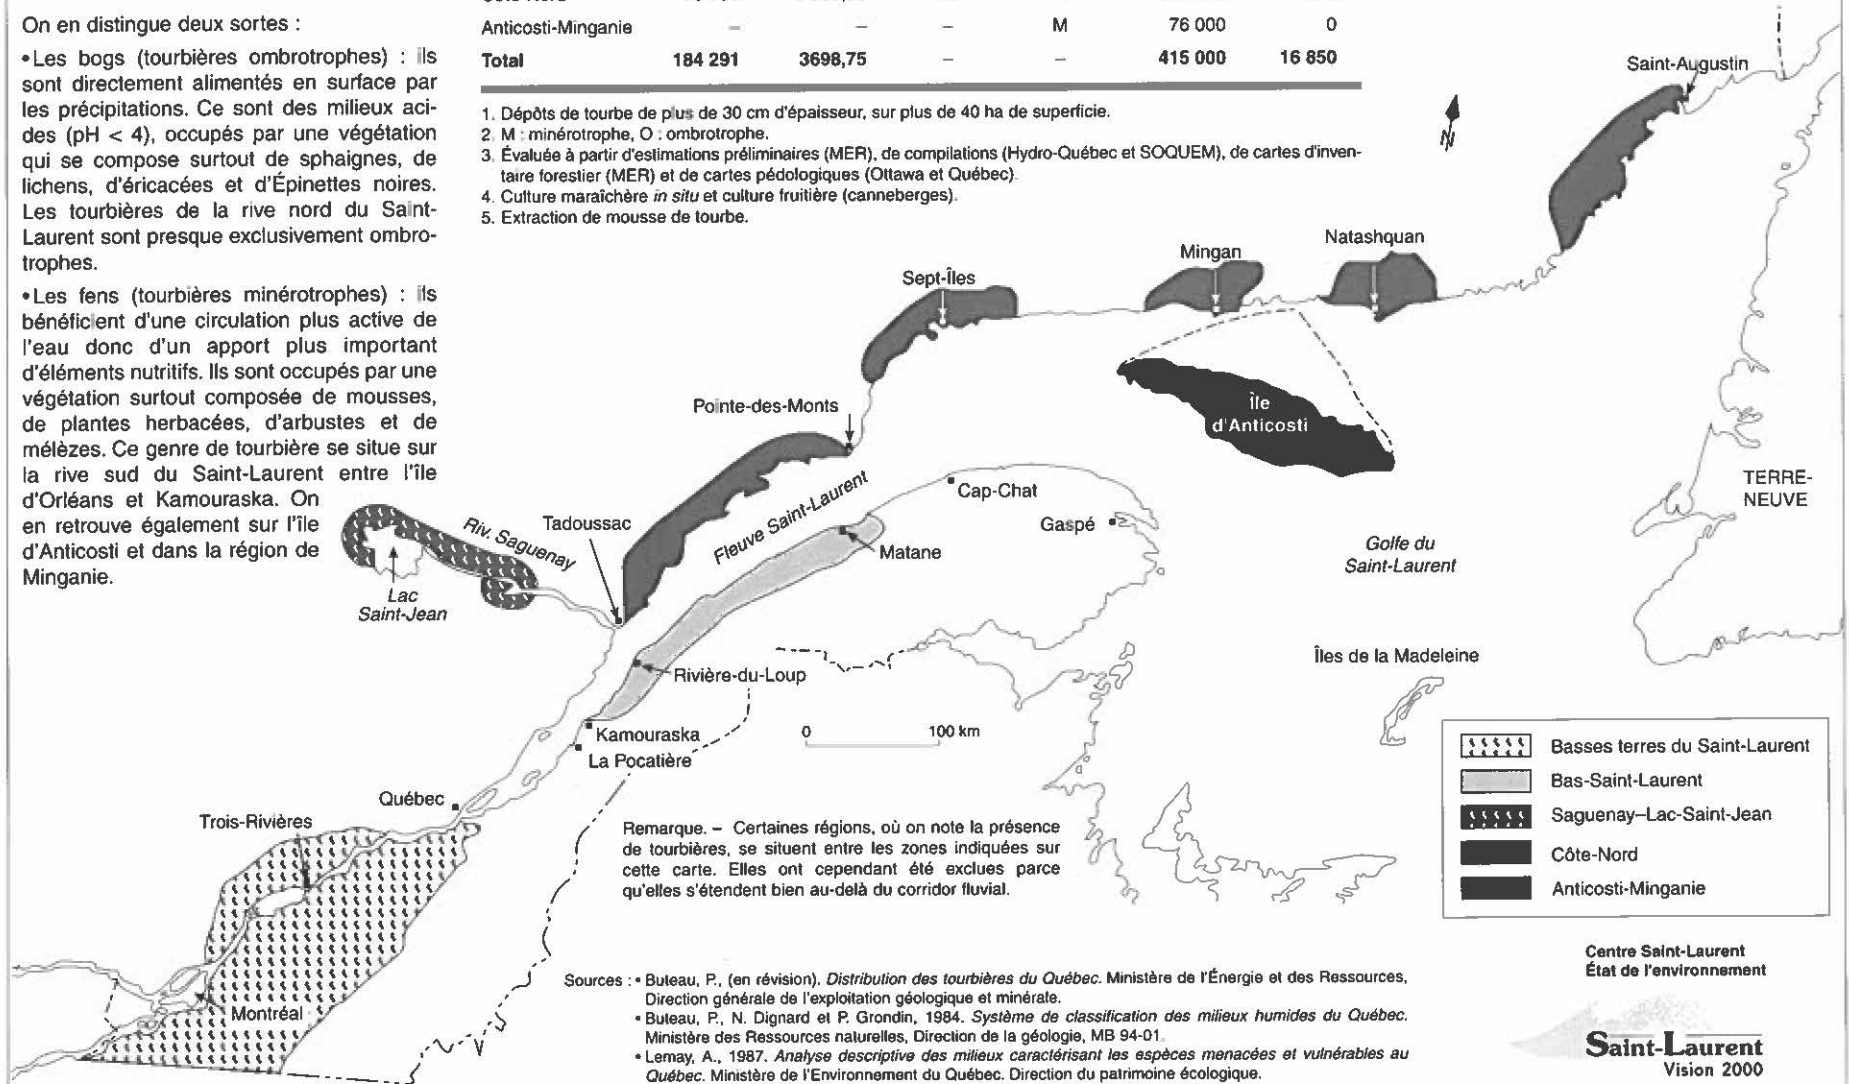 On en distingue deux sortes :
•Les bogs (tourbières ombrotrophes) : ils
sont directement alimentés en surface par
les précipitations. Ce sont des milieux aci-
des (pH < 4), occupés par une végétation
qui se compose surtout de sphaignes, de
lichens, d'éricacées et d'Épinettes noires.
Les tourbières de la rive nord du Saint-
Laurent sont presque exclusivement ombro-
trophes.
•Les fens (tourbières minérotrophes) : ils
bénéficient d'une circulation plus active de
l'eau donc d'un apport plus important
d'éléments nutritifs. Ils sont occupés par une
végétation surtout composée de mousses,
de plantes herbacées, d'arbustes et de
mélèzes. Ce genre de tourbière se situe sur
la rive sud du Saint-Laurent entre l'île
d'Orléans et Kamouraska. On
en retrouve également sur l'île
d'Anticosti et dans la région de
Minganie.
Anticosti-Minganie – – – M 76 000 0
Total 184 291 3698,75 – – 415 000 16 850
1. Dépôts de tourbe de plus de 30 cm d'épaisseur, sur plus de 40 ha de superficie.
2. M : minérotrophe, O : ombrotrophe.
3. Évaluée à partir d'estimations préliminaires (MER), de compilations (Hydro-Québec et SOQUEM), de cartes d'inven-
taire forestier (MER) et de cartes pédologiques (Ottawa et Québec).
4. Culture maraîchère in situ et culture fruitière (canneberges).
5. Extraction de mousse de tourbe.
Saint-Augustin
N
Natashquan
Mingan
Sept-Îles
Pointe-des-Monts
Île
d'Anticosti
Cap-Chat
Fleuve Saint-Laurent
Gaspé
TERRE-
NEUVE
Tadoussac
Riv. Saguenay
Matane
Golfe du
Saint-Laurent
Lac
Saint-Jean
Îles de la Madeleine
Rivière-du-Loup
Kamouraska
La Pocatière
0 100 km
Québec
Trois-Rivières
Montréal
Basses terres du Saint-Laurent
Bas-Saint-Laurent
Saguenay–Lac-Saint-Jean
Côte-Nord
Anticosti-Minganie
Remarque. – Certaines régions, où on note la présence
de tourbières, se situent entre les zones indiquées sur
cette carte. Elles ont cependant été exclues parce
qu'elles s'étendent bien au-delà du corridor fluvial.
Sources : • Buteau, P., (en révision). Distribution des tourbières du Québec. Ministère de l'Énergie et des Ressources,
Direction générale de l'exploitation géologique et minérale.
• Buteau, P., N. Dignard et P. Grondin, 1984. Système de classification des milieux humides du Québec.
Ministère des Ressources naturelles, Direction de la géologie, MB 94-01.
• Lemay, A., 1987. Analyse descriptive des milieux caractérisant les espèces menacées et vulnérables au
Québec. Ministère de l'Environnement du Québec. Direction du patrimoine écologique.
Centre Saint-Laurent
État de l'environnement
Saint-Laurent
Vision 2000